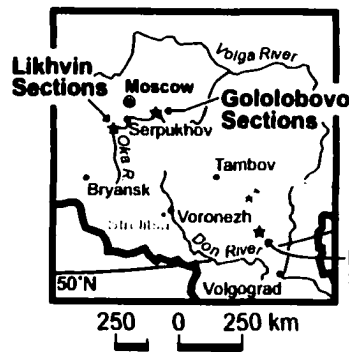 Volga River
Likhvin
Sections
Moscow
Gololobovo
Sections
Serpukhov
Oka R.
Tambov
Bryansk
Voronezh
Don River
50°N
Volgograd
250 0 250 km